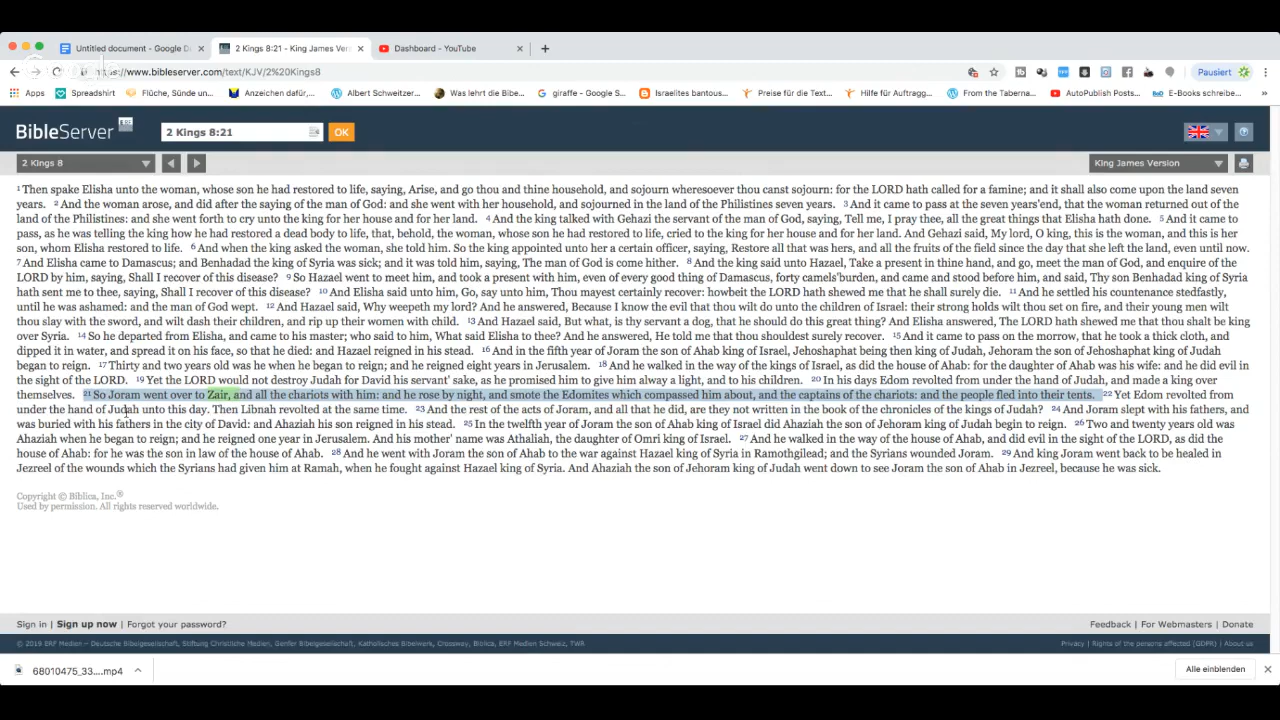 Untitled document - Google D
2 Kings 8:21 - King James Ver
Dashboard - YouTube
https://www.bibleserver.com/text/KJV/2%20Kings8
Pausiert
Apps
Spreadshirt
Flüche, Sünde un...
Anzeichen dafür,...
Albert Schweitzer...
Was lehrt die Bibe...
giraffe - Google S...
Israelites bantous...
Preise für die Text...
Hilfe für Auftragg...
From the Taberna...
AutoPublish Posts...
E-Books schreibe...
»
BibleServer
2 Kings 8:21
OK
2 Kings 8
King James Version
1 Then spake Elisha unto the woman, whose son he had restored to life, saying, Arise, and go thou and thine household, and sojourn wheresoever thou canst sojourn: for the LORD hath called for a famine; and it shall also come upon the land seven
years. 2 And the woman arose, and did after the saying of the man of God: and she went with her household, and sojourned in the land of the Philistines seven years. 3 And it came to pass at the seven years'end, that the woman returned out of the
land of the Philistines: and she went forth to cry unto the king for her house and for her land. 4 And the king talked with Gehazi the servant of the man of God, saying, Tell me, I pray thee, all the great things that Elisha hath done. 5 And it came to
pass, as he was telling the king how he had restored a dead body to life, that, behold, the woman, whose son he had restored to life, cried to the king for her house and for her land. And Gehazi said, My lord, O king, this is the woman, and this is her
son, whom Elisha restored to life. 6 And when the king asked the woman, she told him. So the king appointed unto her a certain officer, saying, Restore all that was hers, and all the fruits of the field since the day that she left the land, even until now.
7 And Elisha came to Damascus; and Benhadad the king of Syria was sick; and it was told him, saying, The man of God is come hither. 8 And the king said unto Hazael, Take a present in thine hand, and go, meet the man of God, and enquire of the
LORD by him, saying, Shall I recover of this disease? 9 So Hazael went to meet him, and took a present with him, even of every good thing of Damascus, forty camels'burden, and came and stood before him, and said, Thy son Benhadad king of Syria
hath sent me to thee, saying, Shall I recover of this disease? 10 And Elisha said unto him, Go, say unto him, Thou mayest certainly recover: howbeit the LORD hath shewed me that he shall surely die. 11 And he settled his countenance stedfastly,
until he was ashamed: and the man of God wept. 12 And Hazael said, Why weepeth my lord? And he answered, Because I know the evil that thou wilt do unto the children of Israel: their strong holds wilt thou set on fire, and their young men wilt
thou slay with the sword, and wilt dash their children, and rip up their women with child. 13 And Hazael said, But what, is thy servant a dog, that he should do this great thing? And Elisha answered, The LORD hath shewed me that thou shalt be king
over Syria. 14 So he departed from Elisha, and came to his master; who said to him, What said Elisha to thee? And he answered, He told me that thou shouldest surely recover. 15 And it came to pass on the morrow, that he took a thick cloth, and
dipped it in water, and spread it on his face, so that he died: and Hazael reigned in his stead. 16 And in the fifth year of Joram the son of Ahab king of Israel, Jehoshaphat being then king of Judah, Jehoram the son of Jehoshaphat king of Judah
began to reign. 17 Thirty and two years old was he when he began to reign; and he reigned eight years in Jerusalem. 18 And he walked in the way of the kings of Israel, as did the house of Ahab: for the daughter of Ahab was his wife: and he did evil in
the sight of the LORD. 19 Yet the LORD would not destroy Judah for David his servant' sake, as he promised him to give him alway a light, and to his children. 20 In his days Edom revolted from under the hand of Judah, and made a king over
themselves. 21 So Joram went over to Zair, and all the chariots with him: and he rose by night, and smote the Edomites which compassed him about, and the captains of the chariots: and the people fled into their tents. 22 Yet Edom revolted from
under the hand of Judah unto this day. Then Libnah revolted at the same time. 23 And the rest of the acts of Joram, and all that he did, are they not written in the book of the chronicles of the kings of Judah? 24 And Joram slept with his fathers, and
was buried with his fathers in the city of David: and Ahaziah his son reigned in his stead. 25 In the twelfth year of Joram the son of Ahab king of Israel did Ahaziah the son of Jehoram king of Judah begin to reign. 26 Two and twenty years old was
Ahaziah when he began to reign; and he reigned one year in Jerusalem. And his mother' name was Athaliah, the daughter of Omri king of Israel. 27 And he walked in the way of the house of Ahab, and did evil in the sight of the LORD, as did the
house of Ahab: for he was the son in law of the house of Ahab. 28 And he went with Joram the son of Ahab to the war against Hazael king of Syria in Ramothgilead; and the Syrians wounded Joram. 29 And king Joram went back to be healed in
Jezreel of the wounds which the Syrians had given him at Ramah, when he fought against Hazael king of Syria. And Ahaziah the son of Jehoram king of Judah went down to see Joram the son of Ahab in Jezreel, because he was sick.
Copyright © Biblica, Inc.®
Used by permission. All rights reserved worldwide.
Sign in | Sign up now | Forgot your password?
Feedback | For Webmasters | Donate
© 2019 ERF Medien – Deutsche Bibelgesellschaft, Stiftung Christliche Medien, Genfer Bibelgesellschaft, Katholisches Bibelwerk, Crossway, Biblica, ERF Medien Schweiz, TWR
Privacy | Rights of the persons affected (GDPR) | About us
68010475_33....mp4
Alle einblenden